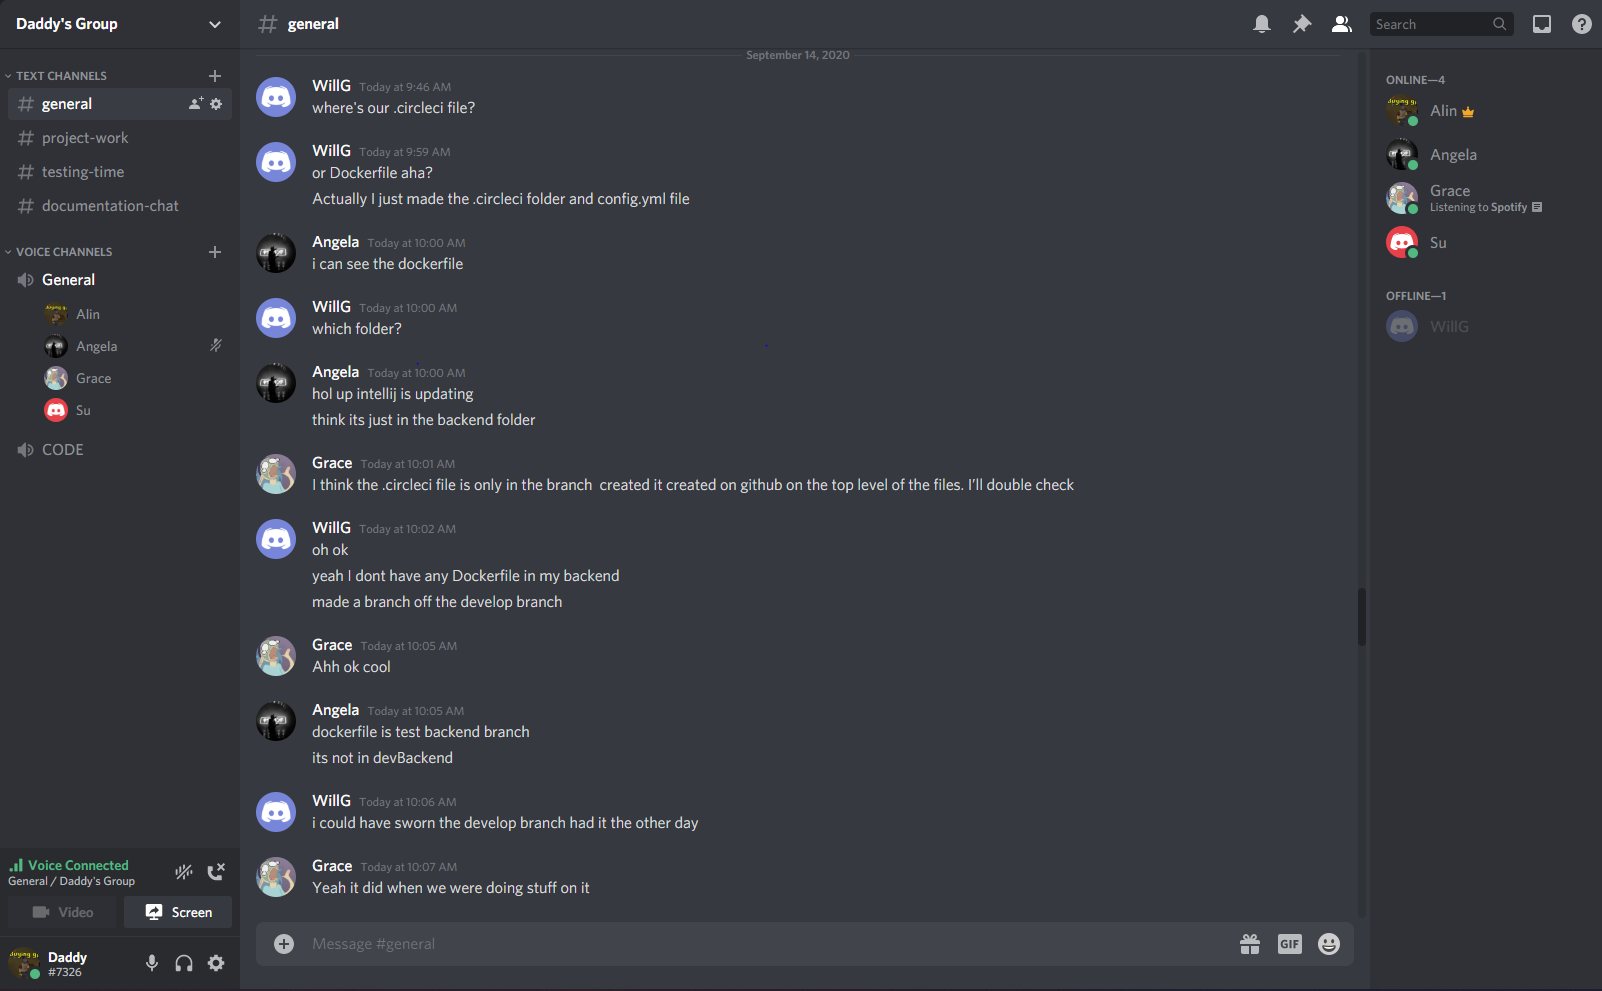 Daddy's Group
TEXT CHANNELS
general
project-work
testing-time
documentation-chat
VOICE CHANNELS
General
Alin
Angela
Grace
Su
CODE
Voice Connected
General / Daddy's Group
Video
Screen
Daddy
#7326
# general
September 14, 2020
WillG Today at 9:46 AM
where's our .circleci file?
WillG Today at 9:59 AM
or Dockerfile aha?
Actually I just made the .circleci folder and config.yml file
Angela Today at 10:00 AM
i can see the dockerfile
WillG Today at 10:00 AM
which folder?
Angela Today at 10:00 AM
hol up intellij is updating
think its just in the backend folder
Grace Today at 10:01 AM
I think the .circleci file is only in the branch  created it created on github on the top level of the files. I'll double check
WillG Today at 10:02 AM
oh ok
yeah I dont have any Dockerfile in my backend
made a branch off the develop branch
Grace Today at 10:05 AM
Ahh ok cool
Angela Today at 10:05 AM
dockerfile is test backend branch
its not in devBackend
WillG Today at 10:06 AM
i could have sworn the develop branch had it the other day
Grace Today at 10:07 AM
Yeah it did when we were doing stuff on it
Message #general
GIF
Search
ONLINE—4
Alin
Angela
Grace
Listening to Spotify
Su
OFFLINE—1
WillG